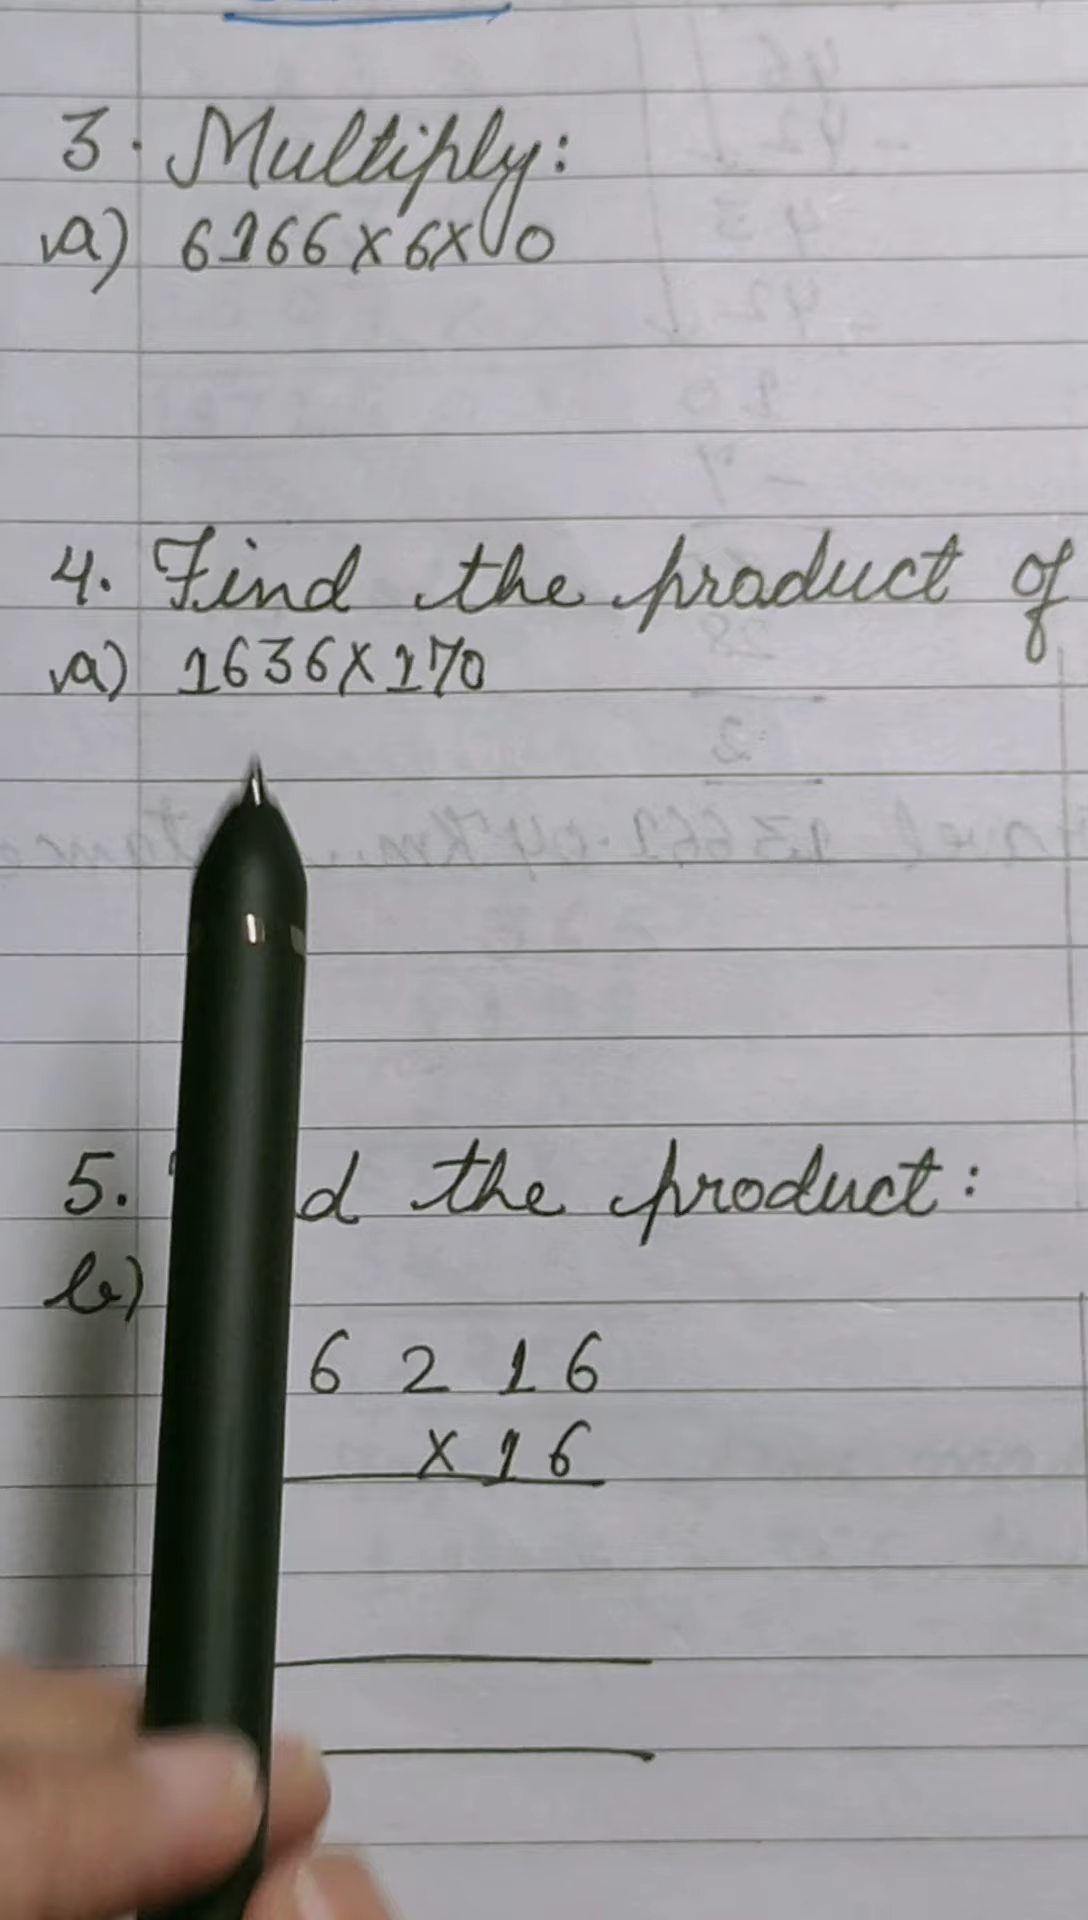 3. Multiply:
a) 6166 x 6 x 0
4. Find the product of
a) 1636 x 170
5. d the product:
b)
6 2 1 6
x 1 6